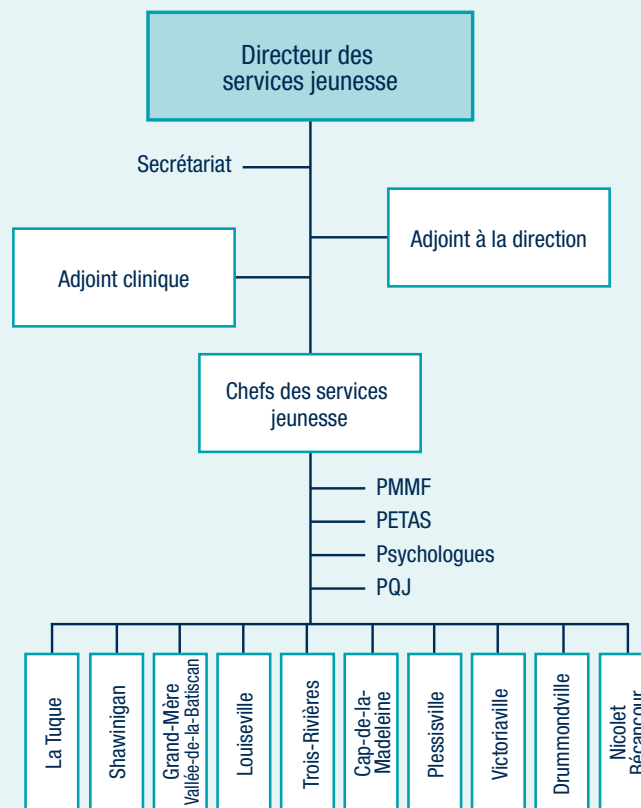 Directeur des
services jeunesse
Secrétariat
Adjoint à la direction
Adjoint clinique
Chefs des services
jeunesse
PMMF
PETAS
Psychologues
PQJ
La Tuque
Shawinigan
Grand-Mère
Vallée-de-la-Batiscan
Louiseville
Trois-Rivières
Cap-de-la-
Madeleine
Plessisville
Victoriaville
Drummondville
Nicolet
Bécancour